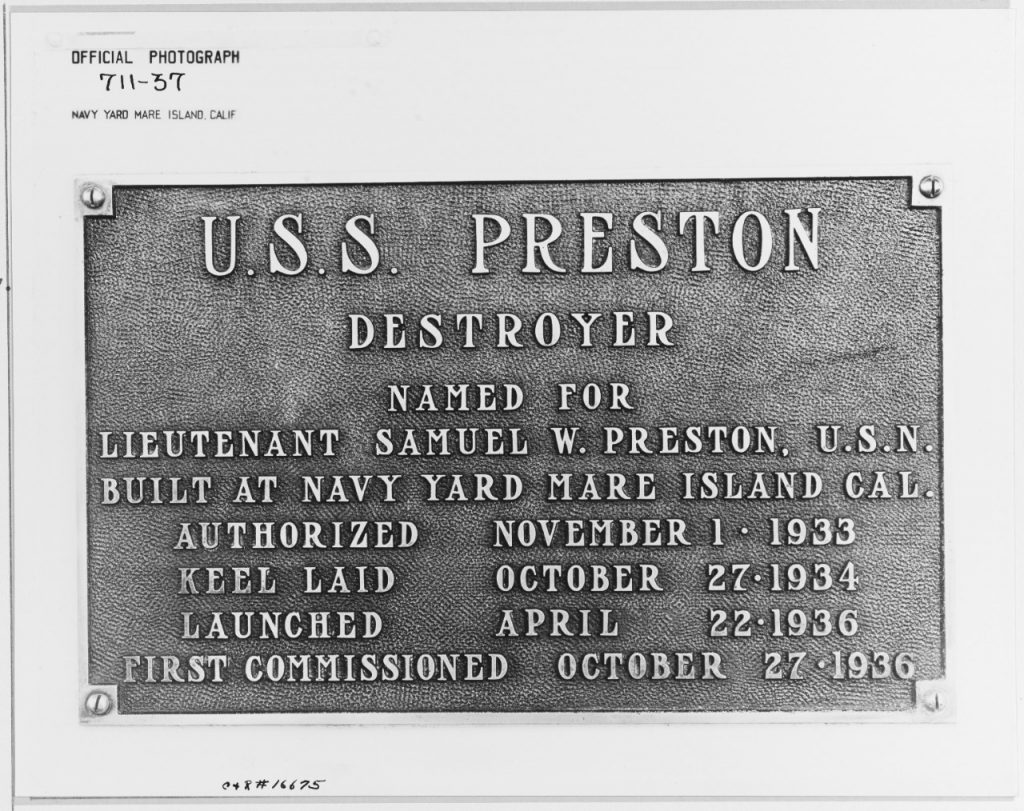 OFFICIAL PHOTOGRAPH
711-37
NAVY YARD MARE ISLAND, CALIF
U.S.S. PRESTON
DESTROYER
NAMED FOR
LIEUTENANT SAMUEL W. PRESTON, U.S.N.
BUILT AT NAVY YARD MARE ISLAND CAL.
AUTHORIZED NOVEMBER 1 · 1933
KEEL LAID OCTOBER 27·1934
LAUNCHED APRIL 22·1936
FIRST COMMISSIONED OCTOBER 27·1936
C+R#16675